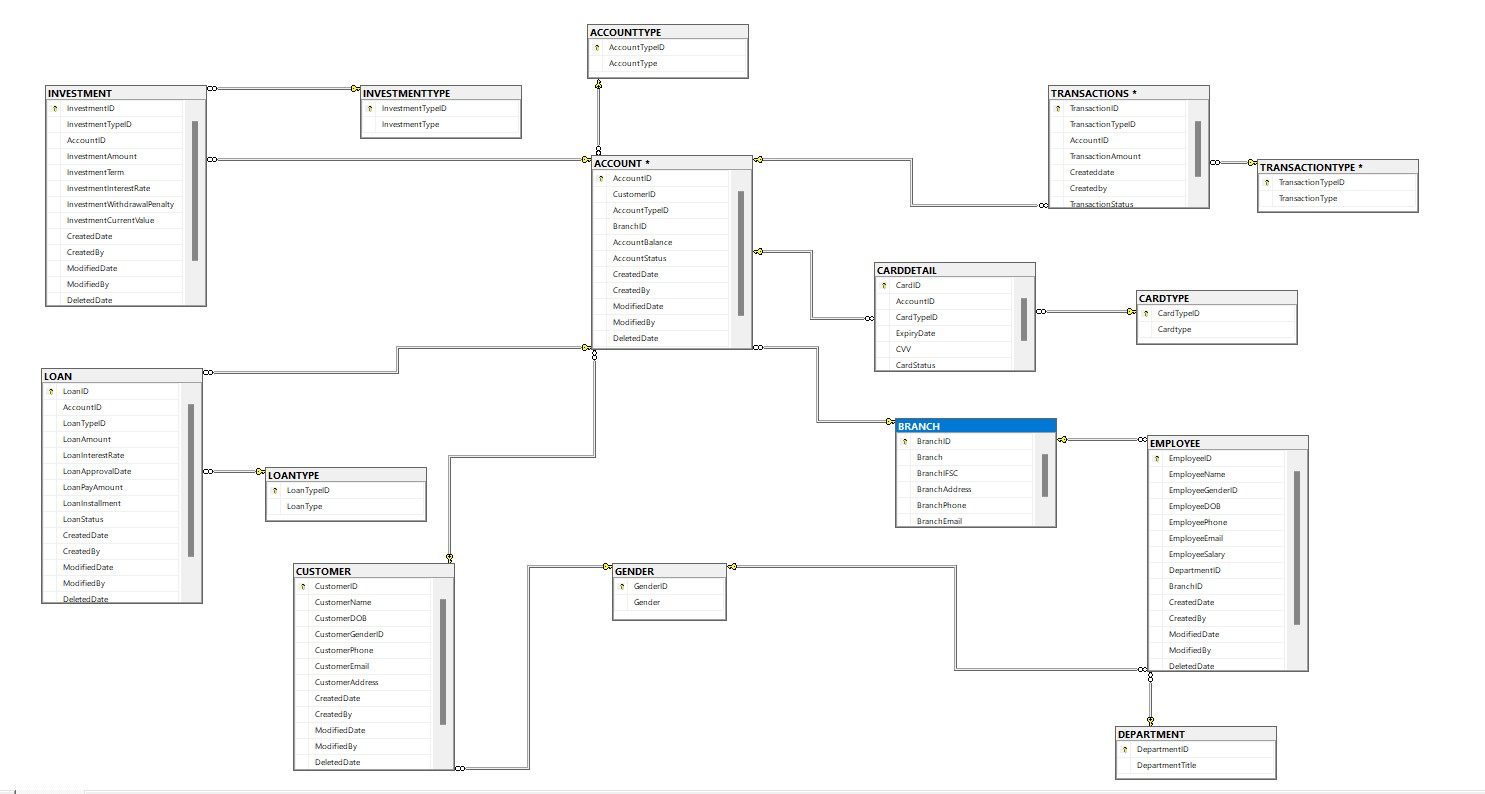 ACCOUNTTYPE
AccountTypeID
AccountType
INVESTMENT
InvestmentID
InvestmentTypeID
AccountID
InvestmentAmount
InvestmentTerm
InvestmentInterestRate
InvestmentWithdrawalPenalty
InvestmentCurrentValue
CreatedDate
CreatedBy
ModifiedDate
ModifiedBy
DeletedDate
INVESTMENTTYPE
InvestmentTypeID
InvestmentType
ACCOUNT *
AccountID
CustomerID
AccountTypeID
BranchID
AccountBalance
AccountStatus
CreatedDate
CreatedBy
ModifiedDate
ModifiedBy
DeletedDate
TRANSACTIONS *
TransactionID
TransactionTypeID
AccountID
TransactionAmount
Createddate
Createdby
TransactionStatus
TRANSACTIONTYPE *
TransactionTypeID
TransactionType
CARDDETAIL
CardID
AccountID
CardTypeID
ExpiryDate
CVV
CardStatus
CARDTYPE
CardTypeID
Cardtype
LOAN
LoanID
AccountID
LoanTypeID
LoanAmount
LoanInterestRate
LoanApprovalDate
LoanPayAmount
LoanInstallment
LoanStatus
CreatedDate
CreatedBy
ModifiedDate
ModifiedBy
DeletedDate
LOANTYPE
LoanTypeID
LoanType
BRANCH
BranchID
Branch
BranchIFSC
BranchAddress
BranchPhone
BranchEmail
EMPLOYEE
EmployeeID
EmployeeName
EmployeeGenderID
EmployeeDOB
EmployeePhone
EmployeeEmail
EmployeeSalary
DepartmentID
BranchID
CreatedDate
CreatedBy
ModifiedDate
ModifiedBy
DeletedDate
CUSTOMER
CustomerID
CustomerName
CustomerDOB
CustomerGenderID
CustomerPhone
CustomerEmail
CustomerAddress
CreatedDate
CreatedBy
ModifiedDate
ModifiedBy
DeletedDate
GENDER
GenderID
Gender
DEPARTMENT
DepartmentID
DepartmentTitle